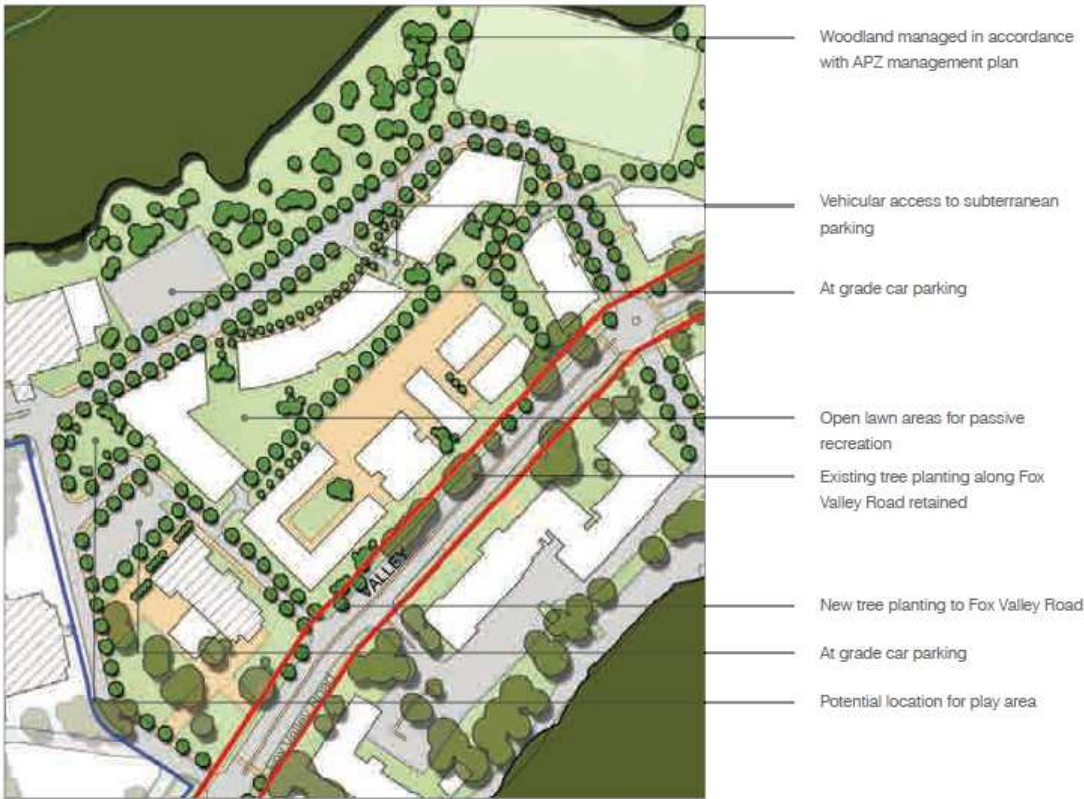 Woodland managed in accordance
with APZ management plan
Vehicular access to subterranean
parking
At grade car parking
Open lawn areas for passive
recreation
Existing tree planting along Fox
Valley Road retained
VALLEY
New tree planting to Fox Valley Road
At grade car parking
Potential location for play area
Valley Road